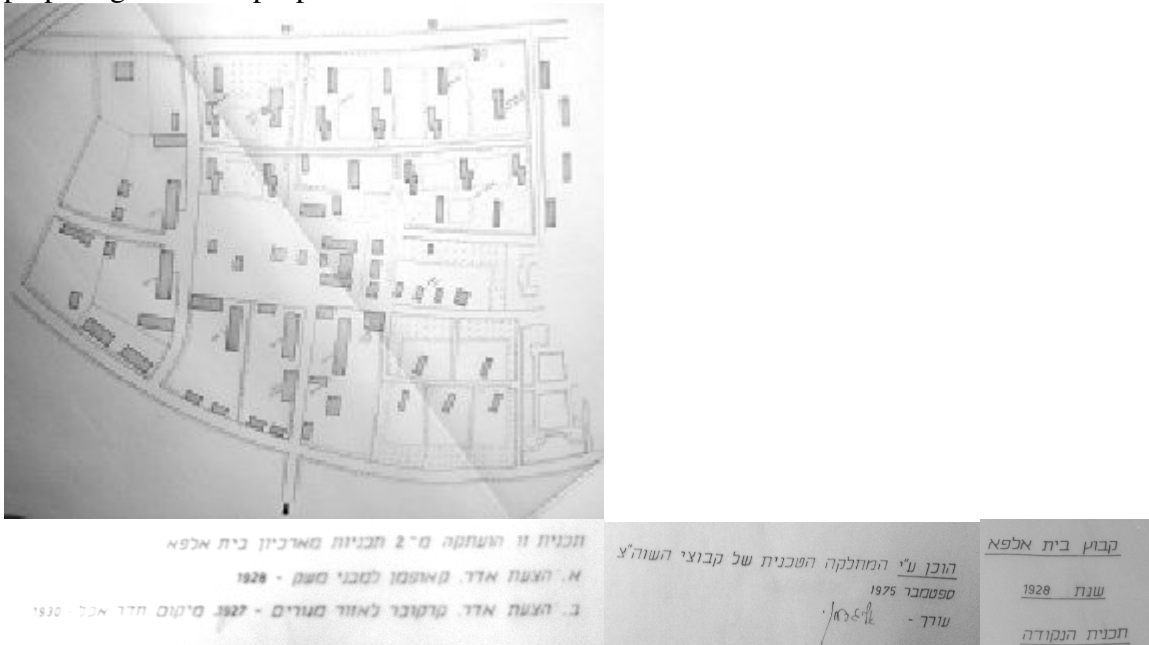 קבוץ בית אלפא
שנת 1928
תכנית הנקודה
הוכן ע"י המחלקה הטכנית של קבוצי השוה"צ
ספטמבר 1975
עורך -
תכנית זו הועתקה מ-2 תכניות מארכיון בית אלפא
א. הצעת אדר. קאופמן למבני משק - 1928
ב. הצעת אדר. קרקובר לאזור מגורים - 1927. מיקום חדר אכל - 1930